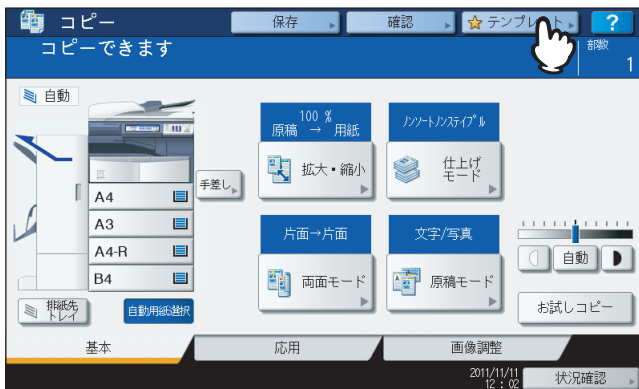 コピー
保存
確認
テンプレート
?
コピーできます
部数
1
自動
100 %
原稿 → 用紙
拡大・縮小
ノンソートノンステイプル
仕上げ
モード
手差し
A4
A3
A4-R
B4
片面→片面
両面モード
文字/写真
原稿モード
自動
排紙先
トレイ
自動用紙選択
お試しコピー
基本
応用
画像調整
2011/11/11
12 : 02
状況確認